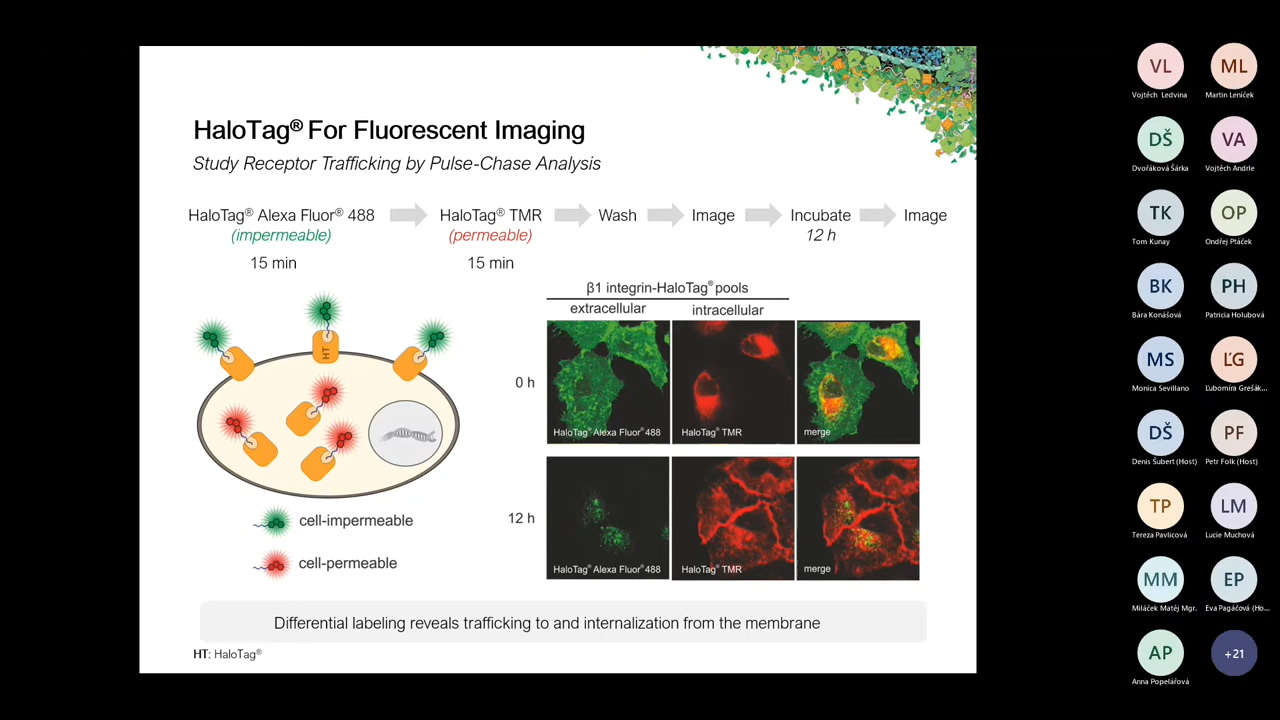 HaloTag® For Fluorescent Imaging
Study Receptor Trafficking by Pulse-Chase Analysis
HaloTag® Alexa Fluor® 488
(impermeable)
15 min
HaloTag® TMR
(permeable)
15 min
Wash
Image
Incubate
12 h
Image
HT
cell-impermeable
cell-permeable
β1 integrin-HaloTag® pools
extracellular
intracellular
0 h
HaloTag® Alexa Fluor® 488
HaloTag® TMR
merge
12 h
HaloTag® Alexa Fluor® 488
HaloTag® TMR
merge
Differential labeling reveals trafficking to and internalization from the membrane
HT: HaloTag®
VL
Vojtěch Ledvina
ML
Martin Leníček
DŠ
Dvořáková Šárka
VA
Vojtěch Andrle
TK
Tom Kunay
OP
Ondřej Ptáček
BK
Bára Konášová
PH
Patricia Holubová
MS
Monica Sevillano
ĽG
Ľubomíra Grešák...
DŠ
Denis Šubert (Host)
PF
Petr Folk (Host)
TP
Tereza Pavlicová
LM
Lucie Muchová
MM
Miláček Matěj Mgr.
EP
Eva Pagáčová (Ho...
AP
Anna Popelářová
+21